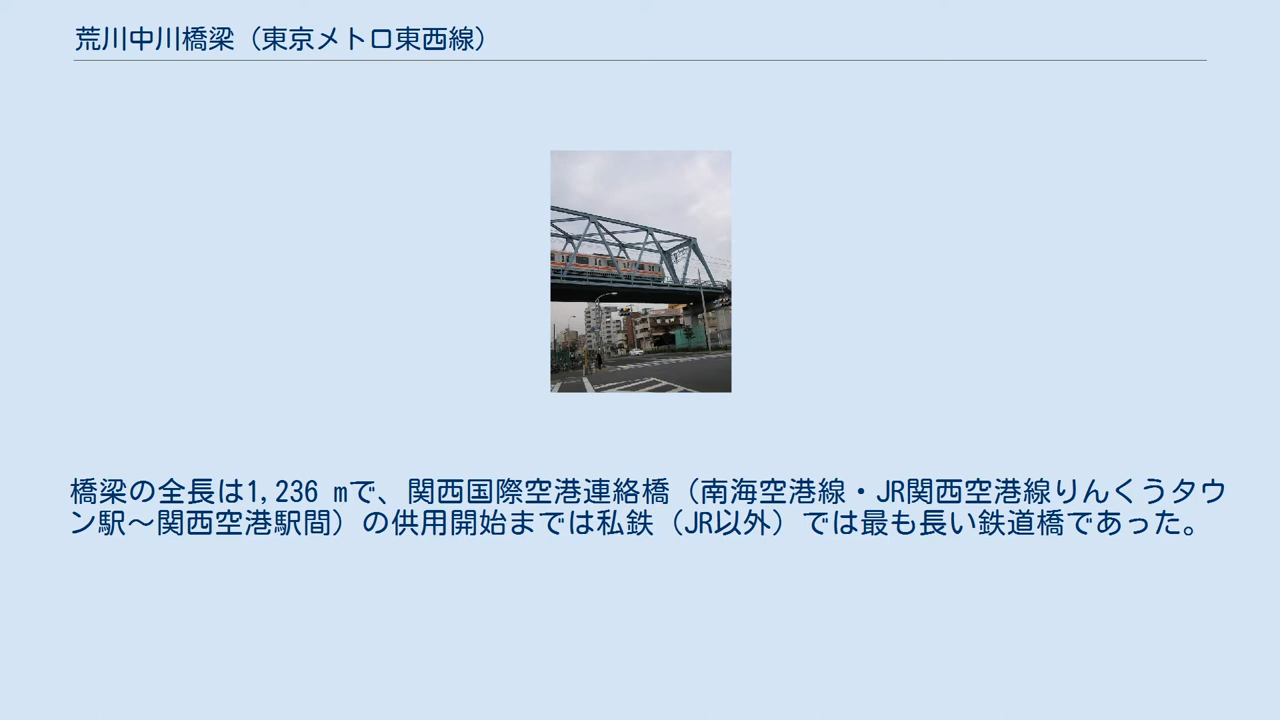 荒川中川橋梁（東京メトロ東西線）
橋梁の全長は1,236 mで、関西国際空港連絡橋（南海空港線・JR関西空港線りんくうタウ
ン駅～関西空港駅間）の供用開始までは私鉄（JR以外）では最も長い鉄道橋であった。